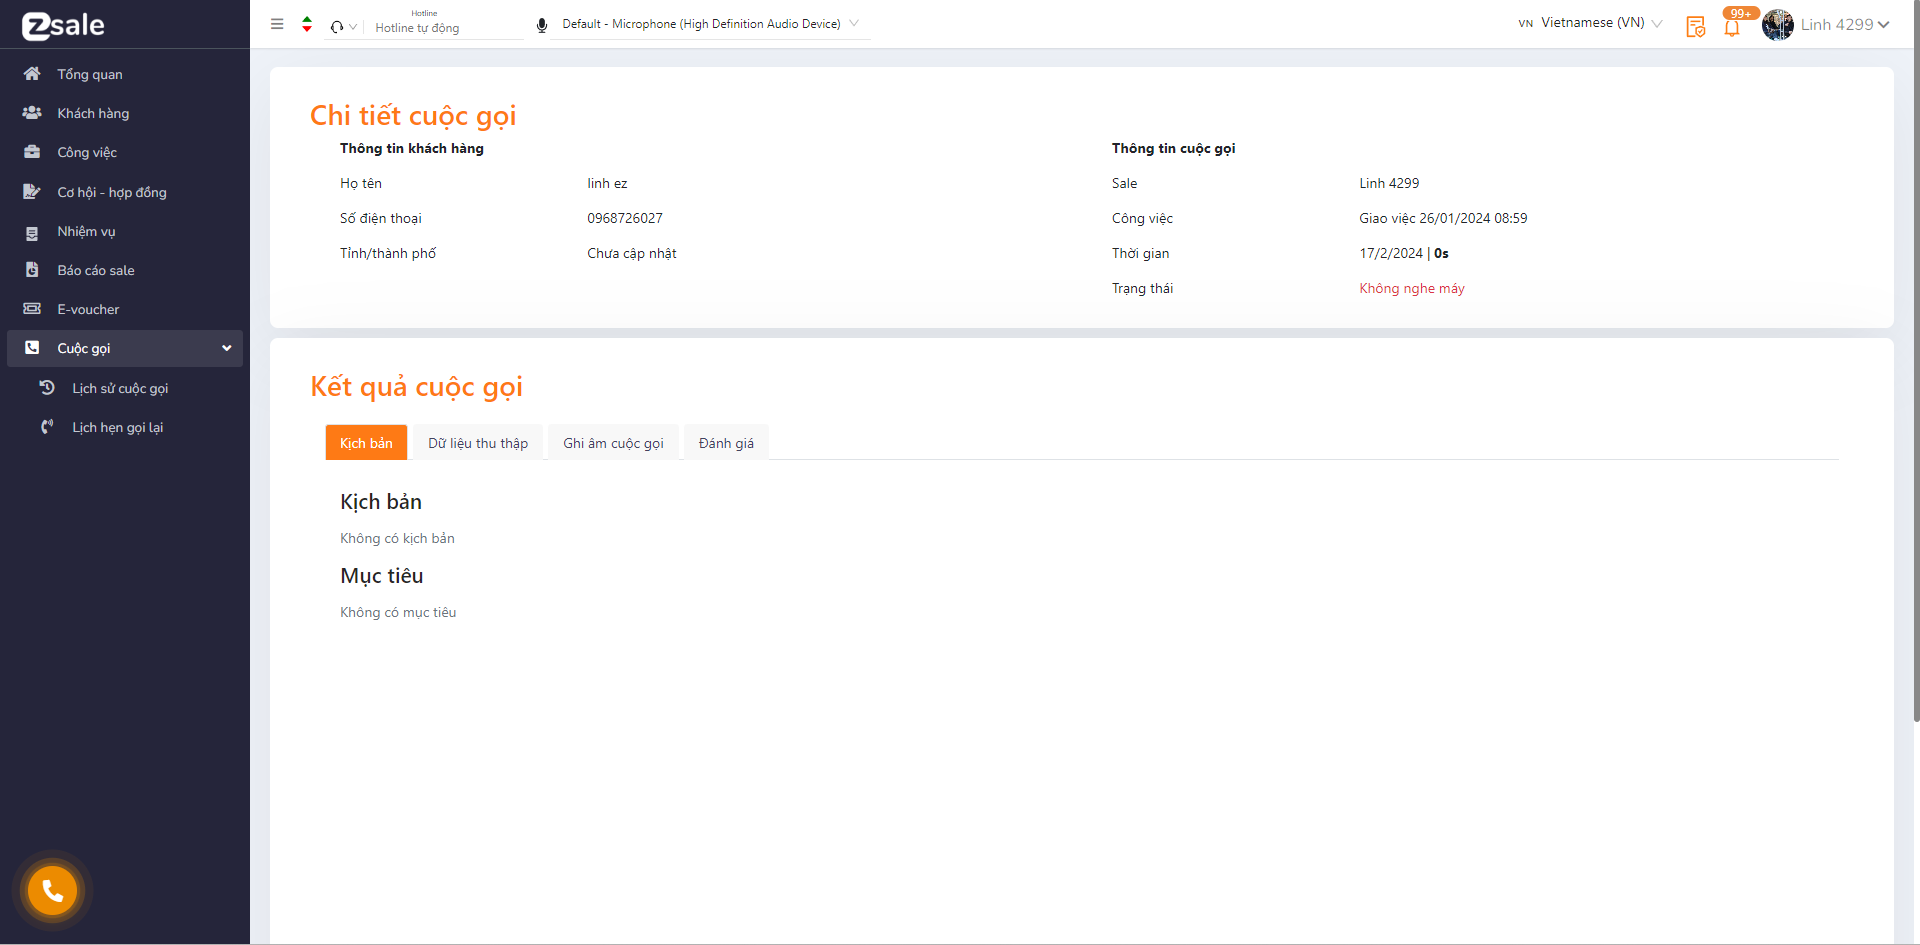 zsale
Hotline
Hotline tự động
Default - Microphone (High Definition Audio Device)
VN Vietnamese (VN)
99+
Linh 4299
Tổng quan
Khách hàng
Công việc
Cơ hội - hợp đồng
Nhiệm vụ
Báo cáo sale
E-voucher
Cuộc gọi
Lịch sử cuộc gọi
Lịch hẹn gọi lại
Chi tiết cuộc gọi
Thông tin khách hàng
Họ tên linh ez
Số điện thoại 0968726027
Tỉnh/thành phố Chưa cập nhật
Thông tin cuộc gọi
Sale Linh 4299
Công việc Giao việc 26/01/2024 08:59
Thời gian 17/2/2024 | 0s
Trạng thái Không nghe máy
Kết quả cuộc gọi
Kịch bản Dữ liệu thu thập Ghi âm cuộc gọi Đánh giá
Kịch bản
Không có kịch bản
Mục tiêu
Không có mục tiêu